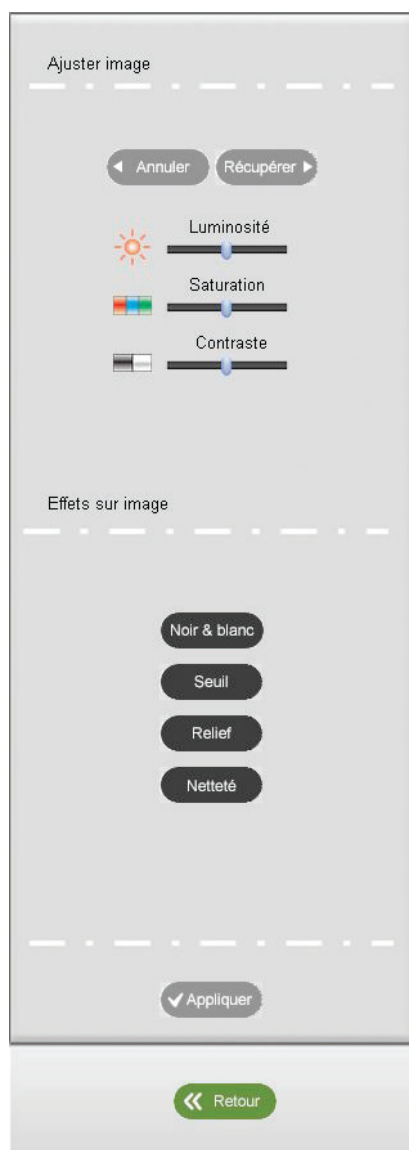 Ajuster image
Annuler Récupérer
Luminosité
Saturation
Contraste
Effets sur image
Noir & blanc
Seuil
Relief
Netteté
Appliquer
Retour